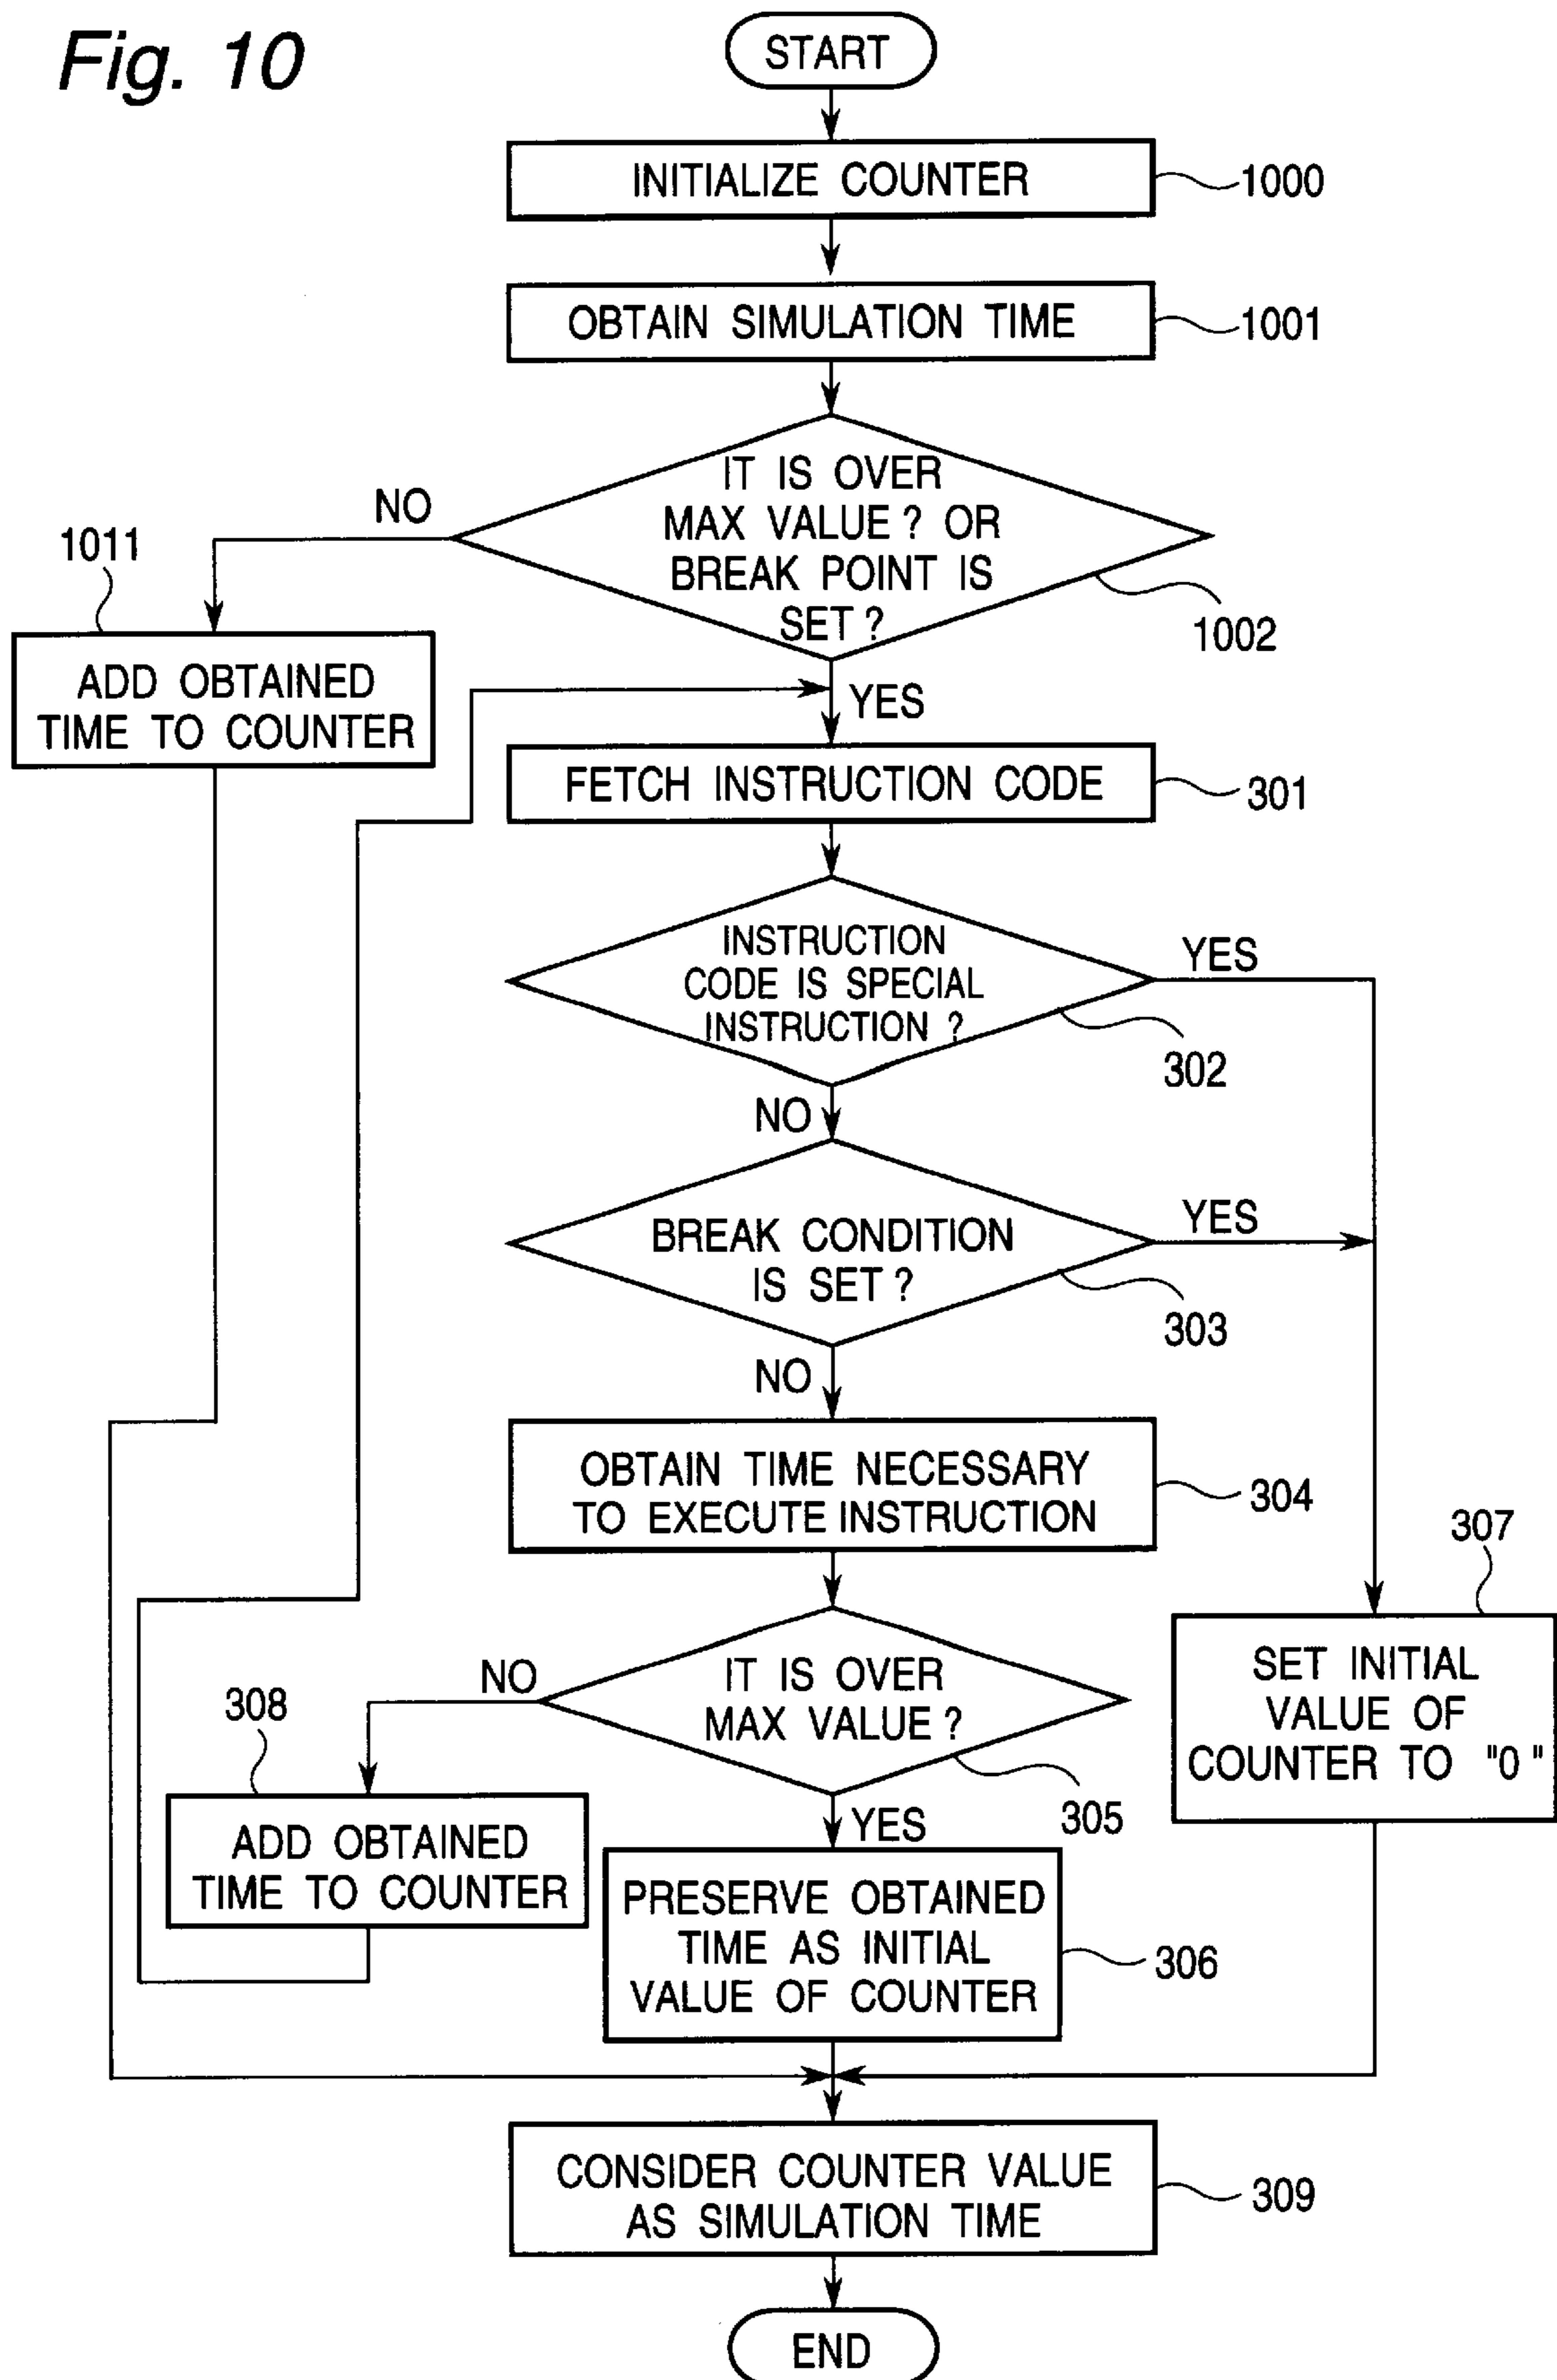 Fig. 10
START
INITIALIZE COUNTER
1000
OBTAIN SIMULATION TIME
1001
IT IS OVER
MAX VALUE? OR
BREAK POINT IS
SET?
1002
NO
1011
ADD OBTAINED
TIME TO COUNTER
YES
FETCH INSTRUCTION CODE
301
INSTRUCTION
CODE IS SPECIAL
INSTRUCTION ?
YES
302
NO
BREAK CONDITION
IS SET?
YES
303
NO
OBTAIN TIME NECESSARY
TO EXECUTE INSTRUCTION
304
307
SET INITIAL
VALUE OF
COUNTER TO "0"
IT IS OVER
MAX VALUE?
NO
305
308
ADD OBTAINED
TIME TO COUNTER
YES
PRESERVE OBTAINED
TIME AS INITIAL
VALUE OF COUNTER
306
CONSIDER COUNTER VALUE
AS SIMULATION TIME
309
END